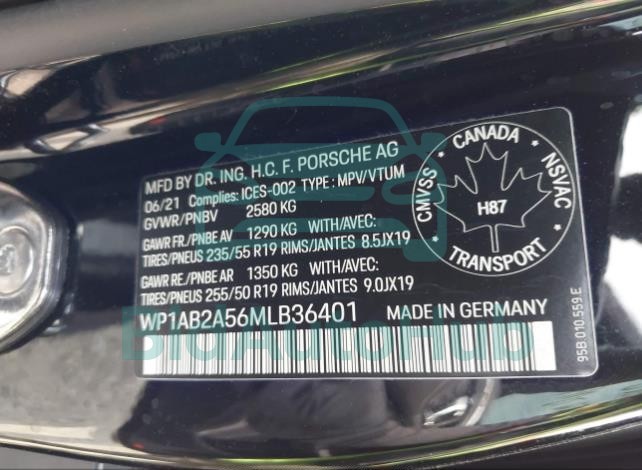 MFD BY DR. ING. H.C. F. PORSCHE AG
06/21 Complies: ICES-002 TYPE: MPV/VTUM
GVWR/PNBV 2580 KG
GAWR FR./PNBE AV 1290 KG WITH/AVEC:
TIRES/PNEUS 235/55 R19 RIMS/JANTES 8.5JX19
GAWR RE./PNBE AR 1350 KG WITH/AVEC:
TIRES/PNEUS 255/50 R19 RIMS/JANTES 9.0JX19
WP1AB2A56MLB36401
MADE IN GERMANY
CANADA
CMVSS
NSVAC
H87
TRANSPORT
95B.010.559.E
BigAutoHub